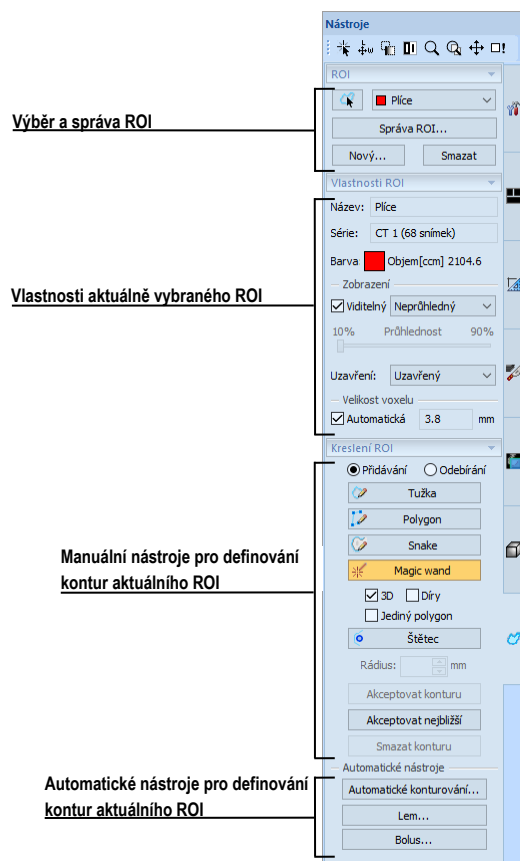 Nástroje
ROI
Plíce
Správa ROI...
Nový... Smazat
Výběr a správa ROI
Vlastnosti ROI
Název: Plíce
Série: CT 1 (68 snímek)
Barva Objem[ccm] 2104.6
Zobrazení
Viditelný Neprůhledný
10% Průhlednost 90%
Uzavření: Uzavřený
Velikost voxelu
Automatická 3.8 mm
Vlastnosti aktuálně vybraného ROI
Kreslení ROI
Přidávání Odebírání
Tužka
Polygon
Snake
Magic wand
3D Díry
Jediný polygon
Štětec
Rádius: mm
Akceptovat konturu
Akceptovat nejbližší
Smazat konturu
Manuální nástroje pro definování
kontur aktuálního ROI
Automatické nástroje
Automatické konturování...
Lem...
Bolus...
Automatické nástroje pro definování
kontur aktuálního ROI